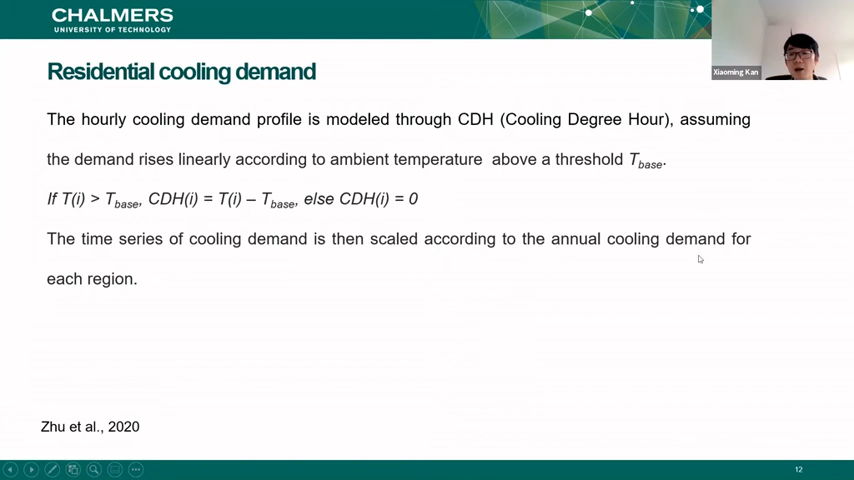 CHALMERS
UNIVERSITY OF TECHNOLOGY
Xiaoming Kan
Residential cooling demand
The hourly cooling demand profile is modeled through CDH (Cooling Degree Hour), assuming
the demand rises linearly according to ambient temperature above a threshold Tbase.
If T(i) > Tbase, CDH(i) = T(i) – Tbase, else CDH(i) = 0
The time series of cooling demand is then scaled according to the annual cooling demand for
each region.
Zhu et al., 2020
12